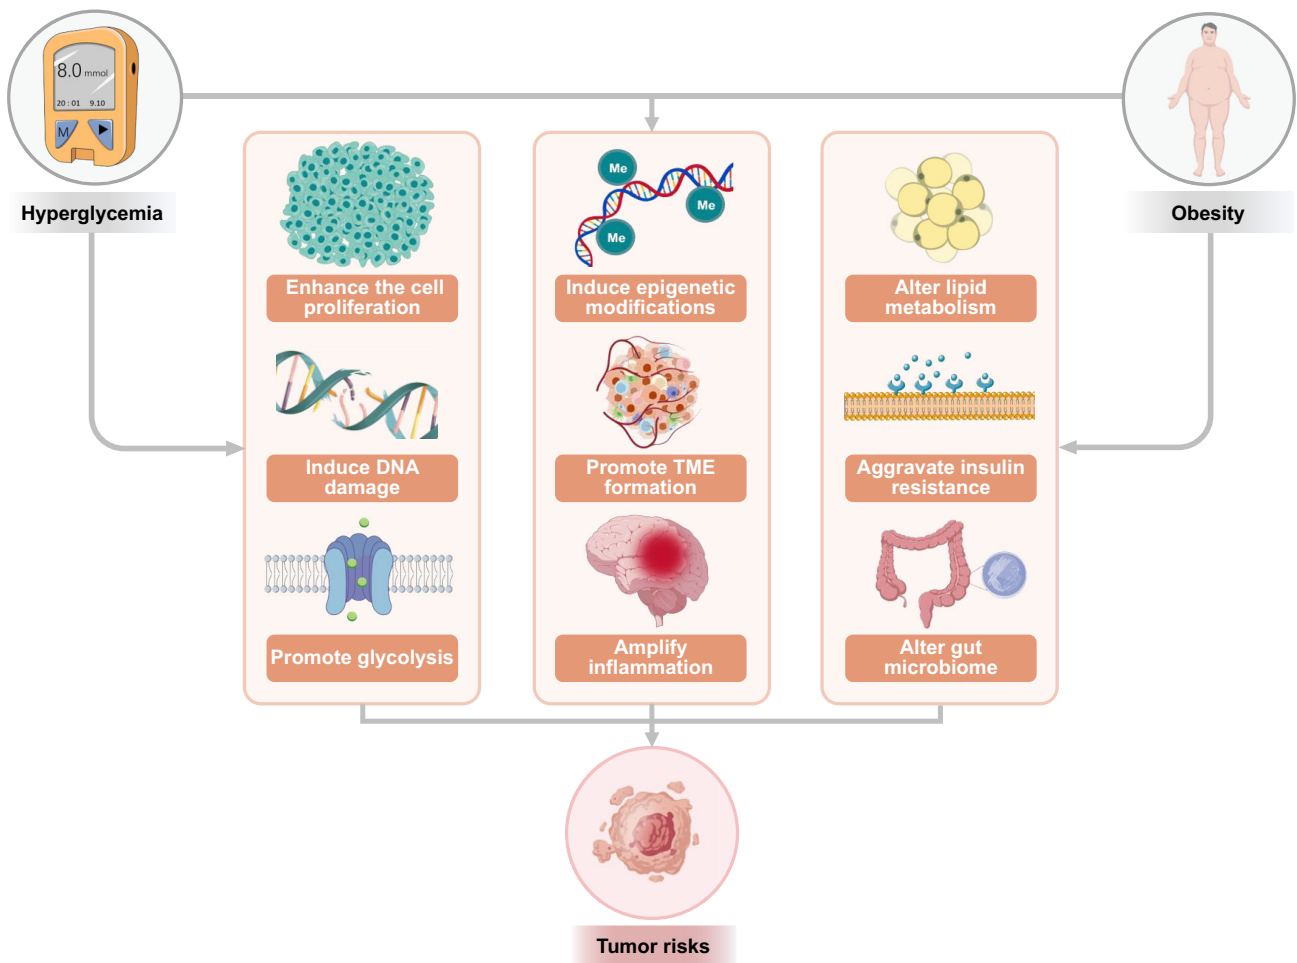 8.0 mmol
20 : 01 9.10
M
Hyperglycemia
Obesity
Enhance the cell
proliferation
Induce DNA
damage
Promote glycolysis
Me
Me
Me
Induce epigenetic
modifications
Promote TME
formation
Amplify
inflammation
Alter lipid
metabolism
Aggravate insulin
resistance
Alter gut
microbiome
Tumor risks